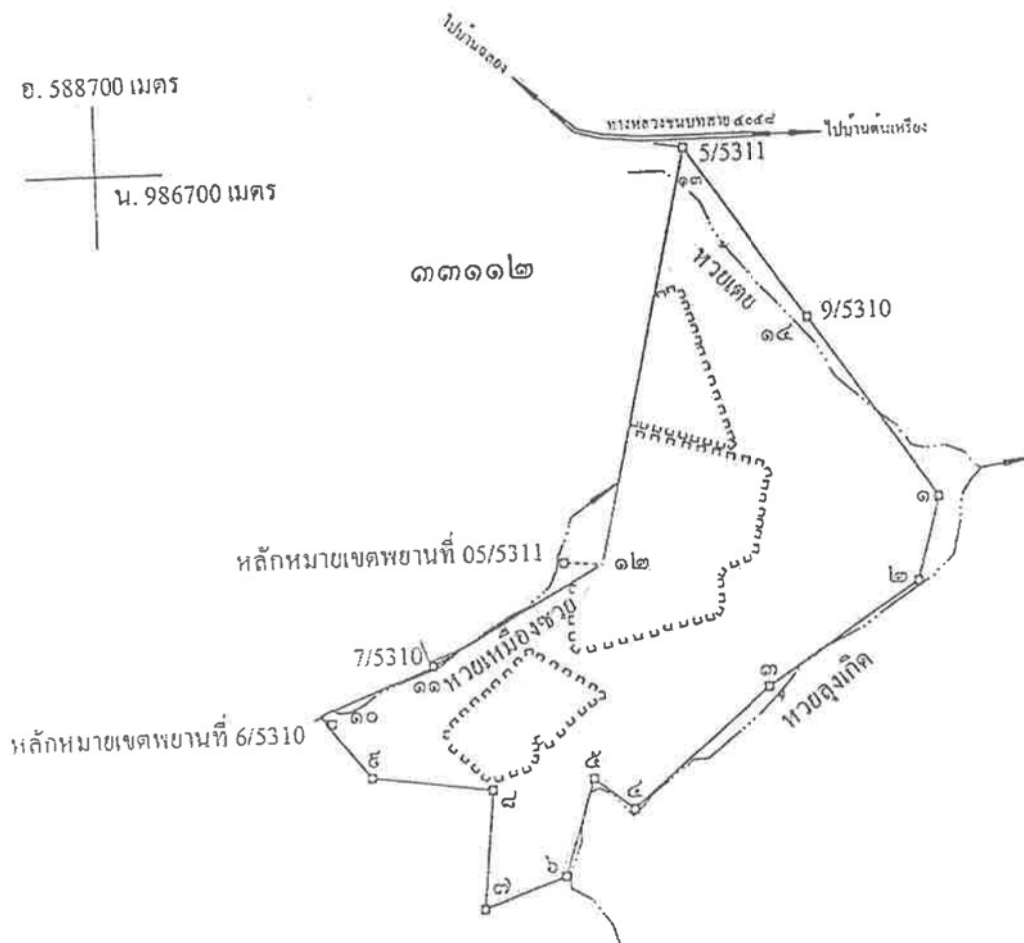 ไปบ้านฉลอง
อ. 588700 เมตร
น. 986700 เมตร
ทางหลวงชนบทสาย ๔๐๔๘
ไปบ้านต้นเหรียง
5/5311
๑๓
๓๓๑๑๒
หวยเตย
9/5310
๑๔
๑
หลักหมายเขตพยานที่ 05/5311
๑๒
๒
7/5310
หวยเหมืองซวย
๑๑
๓
หวยลุงเกิด
๑๐
หลักหมายเขตพยานที่ 6/5310
๙
๘
๕
๔
๖
๗